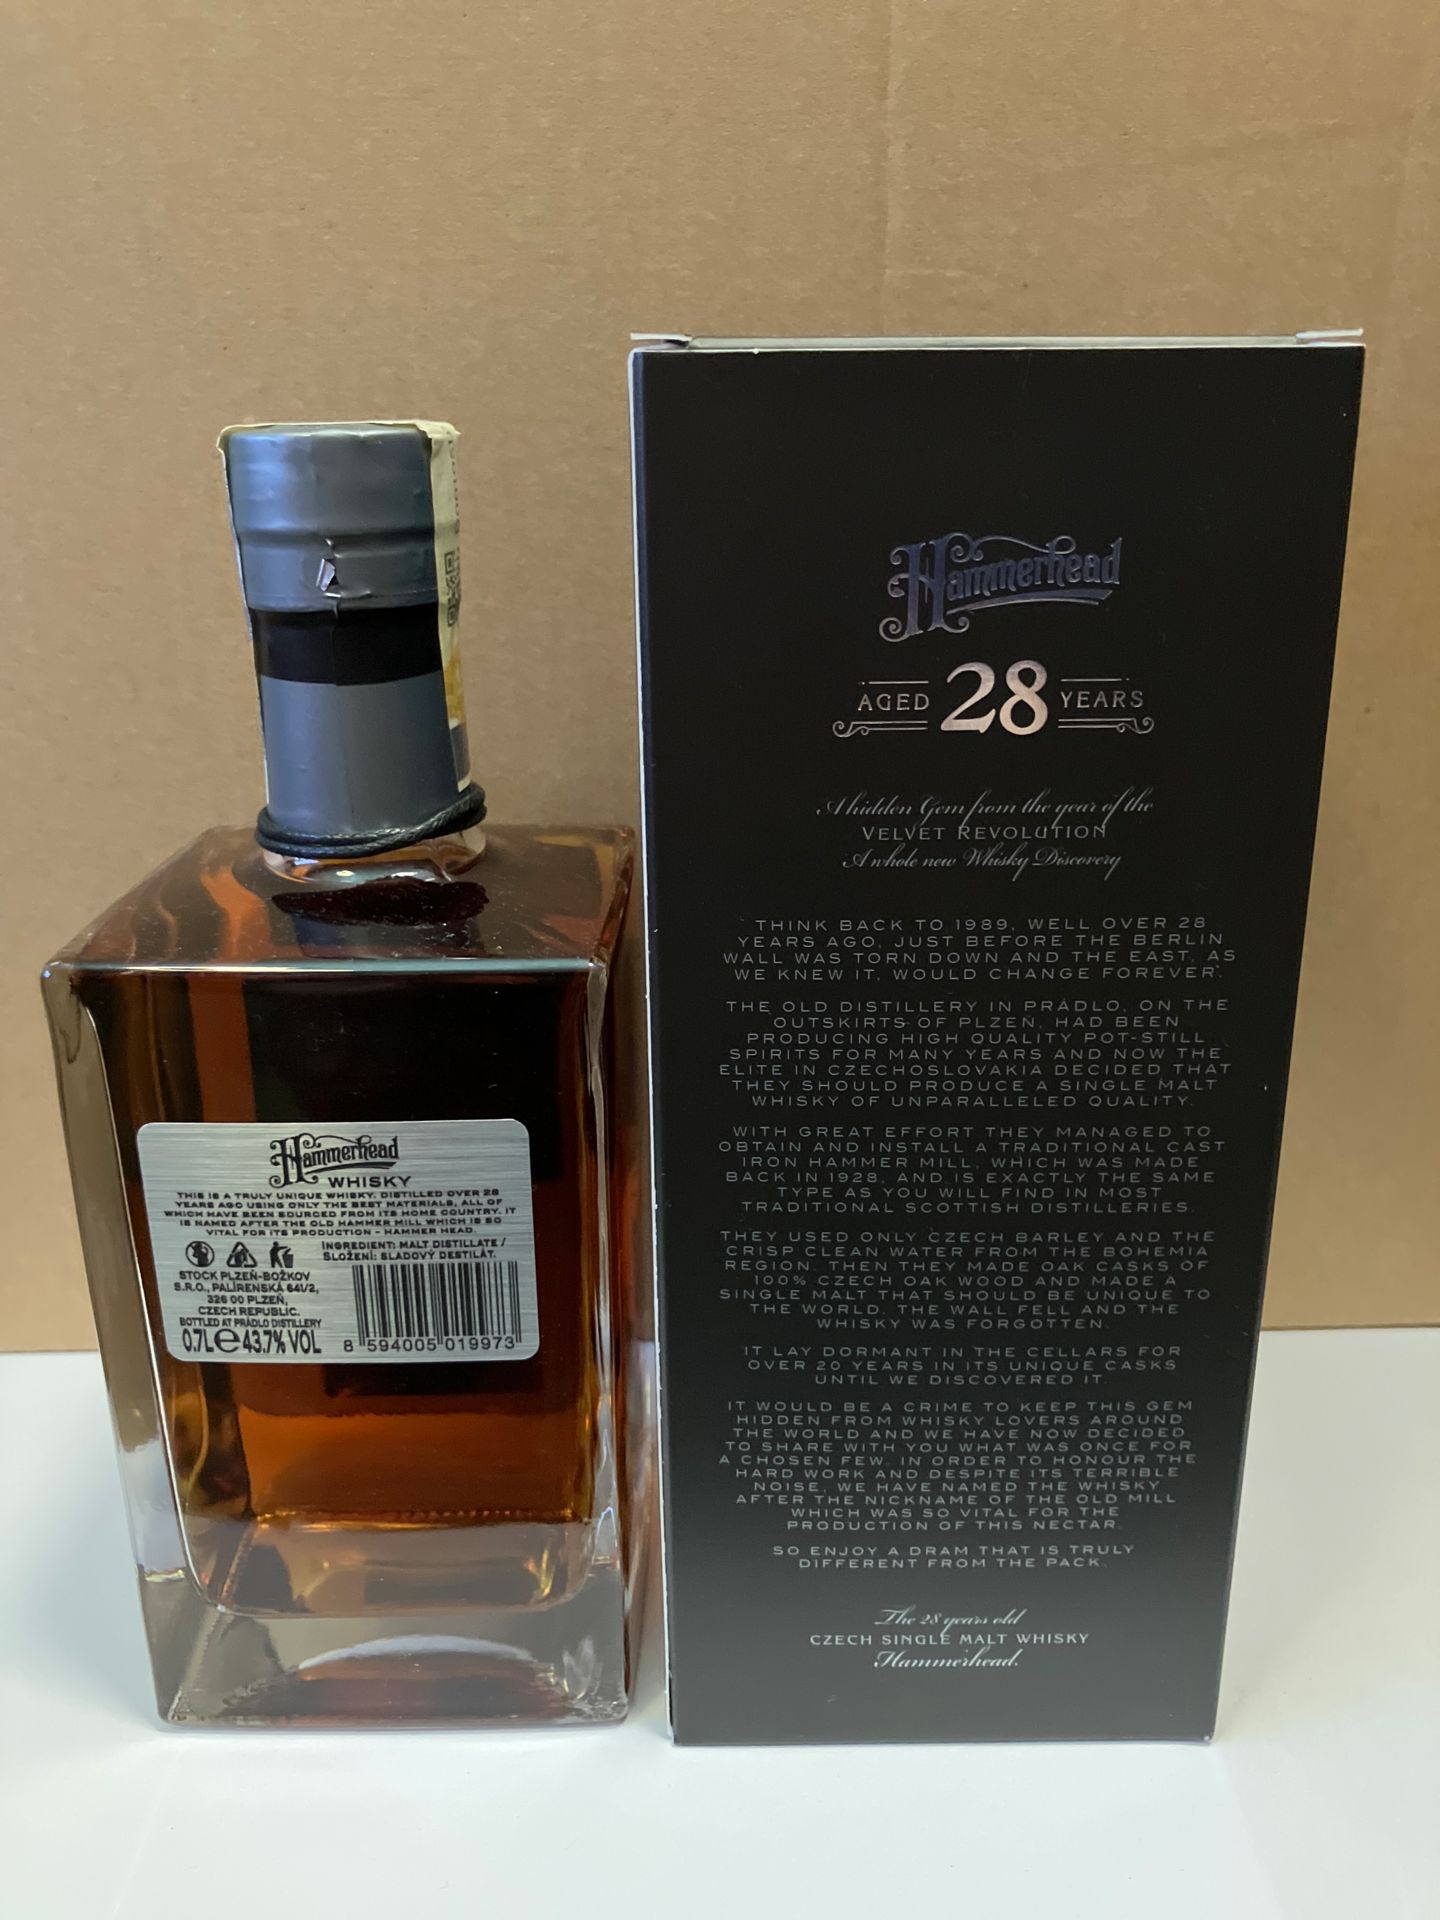 Hammerhead
WHISKY
THIS IS A TRULY UNIQUE WHISKY. DISTILLED OVER 28
YEARS AGO USING ONLY THE BEST MATERIALS, ALL OF
WHICH HAVE BEEN SOURCED FROM ITS HOME COUNTRY. IT
IS NAMED AFTER THE OLD HAMMER MILL WHICH IS SO
VITAL FOR ITS PRODUCTION - HAMMER HEAD.
INGREDIENT: MALT DISTILLATE /
SLOŽENÍ: SLADOVÝ DESTILÁT.
STOCK PLZEŇ-BOŽKOV
S.R.O., PALÍRENSKÁ 641/2,
326 00 PLZEŇ,
CZECH REPUBLIC.
BOTTLED AT PRÁDLO DISTILLERY
0.7L e 43.7% VOL
8 594005 019973
Hammerhead
AGED 28 YEARS
A hidden Gem from the year of the
VELVET REVOLUTION
A whole new Whisky Discovery
THINK BACK TO 1989, WELL OVER 28
YEARS AGO, JUST BEFORE THE BERLIN
WALL WAS TORN DOWN AND THE EAST, AS
WE KNEW IT, WOULD CHANGE FOREVER.
THE OLD DISTILLERY IN PRÁDLO, ON THE
OUTSKIRTS OF PLZEŇ, HAD BEEN
PRODUCING HIGH QUALITY POT-STILL
SPIRITS FOR MANY YEARS AND NOW THE
ELITE IN CZECHOSLOVAKIA DECIDED THAT
THEY SHOULD PRODUCE A SINGLE MALT
WHISKY OF UNPARALLELED QUALITY.
WITH GREAT EFFORT THEY MANAGED TO
OBTAIN AND INSTALL A TRADITIONAL CAST
IRON HAMMER MILL, WHICH WAS MADE
BACK IN 1928, AND IS EXACTLY THE SAME
TYPE AS YOU WILL FIND IN MOST
TRADITIONAL SCOTTISH DISTILLERIES.
THEY USED ONLY CZECH BARLEY AND THE
CRISP CLEAN WATER FROM THE BOHEMIA
REGION. THEN THEY MADE OAK CASKS OF
100% CZECH OAK WOOD AND MADE A
SINGLE MALT THAT SHOULD BE UNIQUE TO
THE WORLD. THE WALL FELL AND THE
WHISKY WAS FORGOTTEN.
IT LAY DORMANT IN THE CELLARS FOR
OVER 20 YEARS IN ITS UNIQUE CASKS
UNTIL WE DISCOVERED IT.
IT WOULD BE A CRIME TO KEEP THIS GEM
HIDDEN FROM WHISKY LOVERS AROUND
THE WORLD AND WE HAVE NOW DECIDED
TO SHARE WITH YOU WHAT WAS ONCE FOR
A CHOSEN FEW. IN ORDER TO HONOUR THE
HARD WORK AND DESPITE ITS TERRIBLE
NOISE, WE HAVE NAMED THE WHISKY
AFTER THE NICKNAME OF THE OLD MILL
WHICH WAS SO VITAL FOR THE
PRODUCTION OF THIS NECTAR.
SO ENJOY A DRAM THAT IS TRULY
DIFFERENT FROM THE PACK.
The 28 years old
CZECH SINGLE MALT WHISKY
Hammerhead.